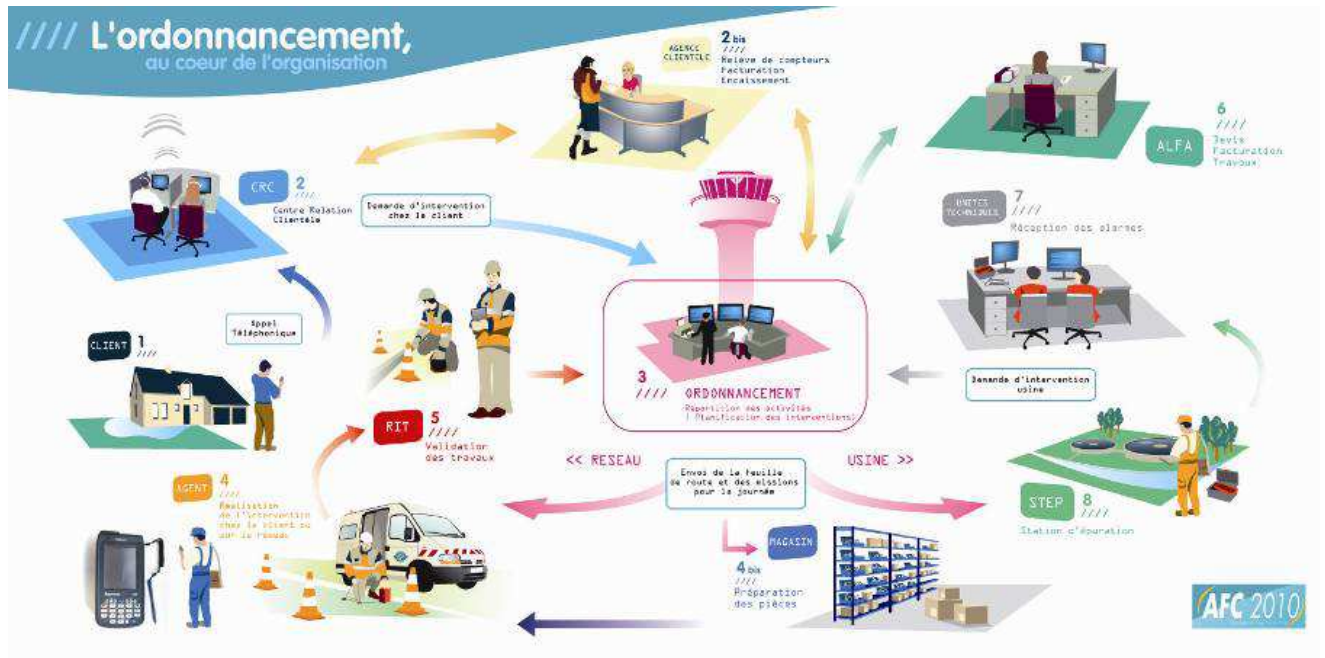 //// L'ordonnancement,
au coeur de l'organisation
AGENCE
CLIENTELE
2 bis
////
Relève de compteurs
Facturation
Encaissement
6
////
ALFA
Devis
Facturation
Travaux
CRC
2
////
Centre Relation
Clientèle
Demande d'intervention
chez le client
UNITES
TECHNIQUES
7
////
Réception des alarmes
Appel
Téléphonique
CLIENT
1
////
3
////
ORDONNANCEMENT
Répartition des activités
| Planification des interventions|
Demande d'intervention
usine
RIT
5
////
Validation
des travaux
<< RESEAU
USINE >>
Envoi de la feuille
de route et des missions
pour la journée
AGENT
4
////
Réalisation
de l'intervention
chez le client ou
sur le réseau
STEP
8
////
Station d'épuration
MAGASIN
4 bis
////
Préparation
des pièces
AFC 2010